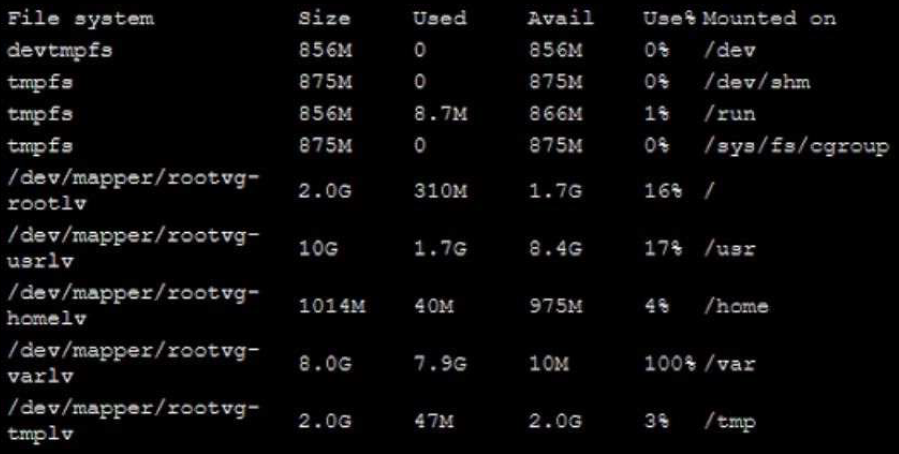 File system Size Used Avail Use% Mounted on
devtmpfs 856M 0 856M 0% /dev
tmpfs 875M 0 875M 0% /dev/shm
tmpfs 856M 8.7M 866M 1% /run
tmpfs 875M 0 875M 0% /sys/fs/cgroup
/dev/mapper/rootvg-
rootlv 2.0G 310M 1.7G 16% /
/dev/mapper/rootvg-
usrlv 10G 1.7G 8.4G 17% /usr
/dev/mapper/rootvg-
homelv 1014M 40M 975M 4% /home
/dev/mapper/rootvg-
varlv 8.0G 7.9G 10M 100% /var
/dev/mapper/rootvg-
tmplv 2.0G 47M 2.0G 3% /tmp